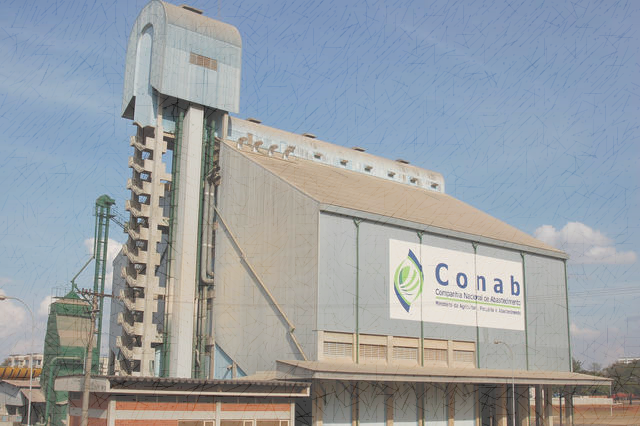 Conab
Companhia Nacional de Abastecimento
Ministério da Agricultura, Pecuária e Abastecimento